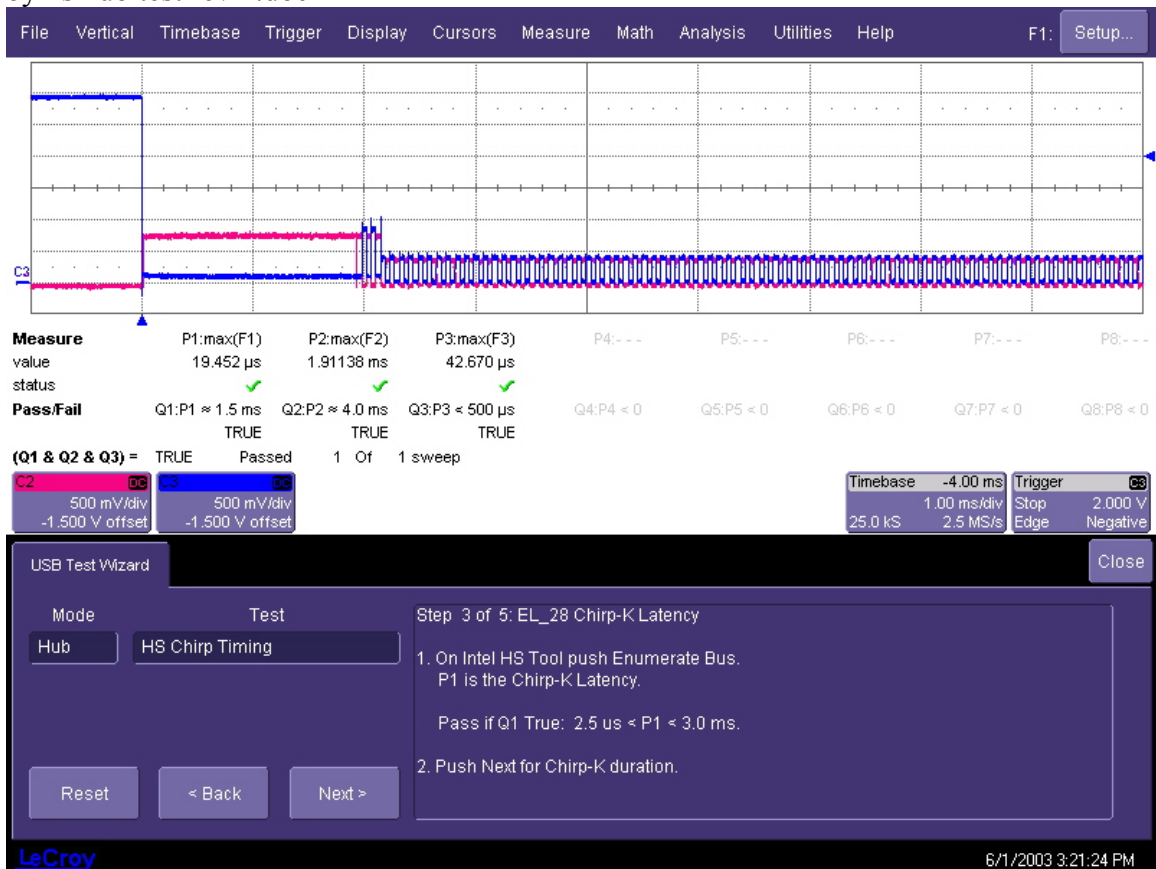 File Vertical Timebase Trigger Display Cursors Measure Math Analysis Utilities Help F1: Setup...
C3
Measure P1:max(F1) P2:max(F2) P3:max(F3) P4:- - - P5:- - - P6:- - - P7:- - - P8:- - -
value 19.452 µs 1.91138 ms 42.670 µs
status
Pass/Fail Q1:P1 ≈ 1.5 ms Q2:P2 ≈ 4.0 ms Q3:P3 < 500 µs Q4:P4 < 0 Q5:P5 < 0 Q6:P6 < 0 Q7:P7 < 0 Q8:P8 < 0
TRUE TRUE TRUE
(Q1 & Q2 & Q3) = TRUE Passed 1 Of 1 sweep
C2 DC C3 DC Timebase -4.00 ms Trigger C3
500 mV/div 500 mV/div 1.00 ms/div Stop 2.000 V
-1.500 V offset -1.500 V offset 25.0 kS 2.5 MS/s Edge Negative
USB Test Wizard Close
Mode Test
Hub HS Chirp Timing
Step 3 of 5: EL_28 Chirp-K Latency
1. On Intel HS Tool push Enumerate Bus.
P1 is the Chirp-K Latency.
Pass if Q1 True: 2.5 us < P1 < 3.0 ms.
2. Push Next for Chirp-K duration.
Reset < Back Next >
LeCroy 6/1/2003 3:21:24 PM